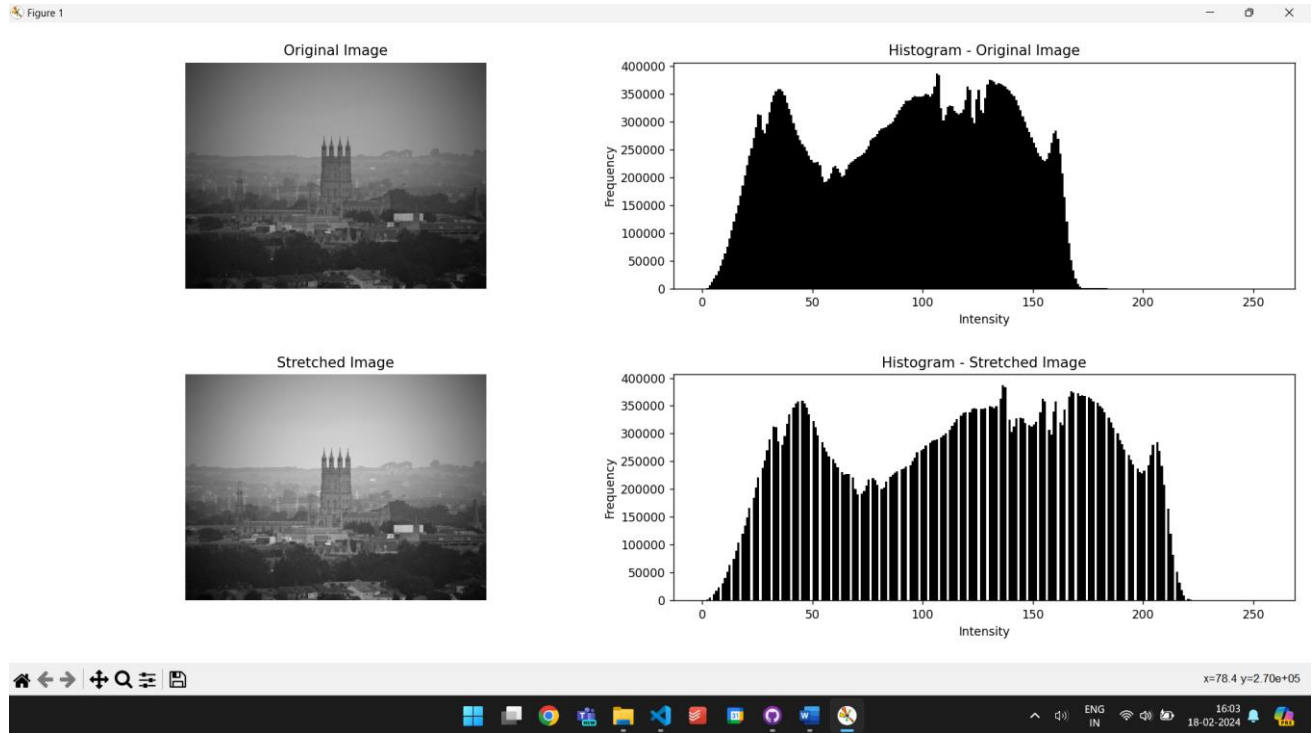 Figure 1
Original Image
Histogram - Original Image
400000
350000
300000
250000
200000
150000
100000
50000
0
Frequency
0 50 100 150 200 250
Intensity
Stretched Image
Histogram - Stretched Image
400000
350000
300000
250000
200000
150000
100000
50000
0
Frequency
0 50 100 150 200 250
Intensity
x=78.4 y=2.70e+05
ENG
IN
16:03
18-02-2024